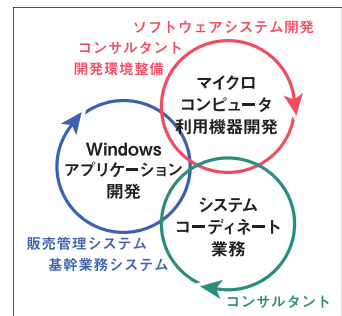 ソフトウェアシステム開発
コンサルタント
開発環境整備
マイクロ
コンピュータ
利用機器開発
Windows
アプリケーション
開発
システム
コーディネート
業務
販売管理システム
基幹業務システム
コンサルタント